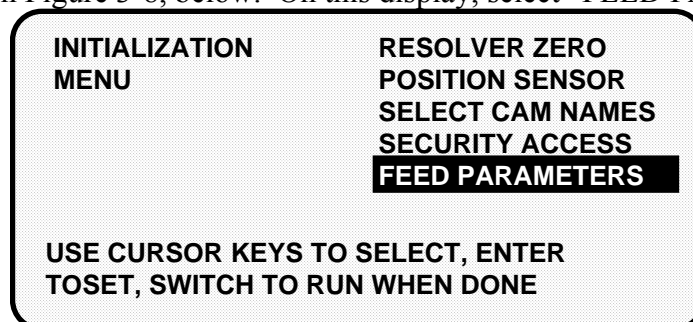 INITIALIZATION RESOLVER ZERO
MENU POSITION SENSOR
SELECT CAM NAMES
SECURITY ACCESS
FEED PARAMETERS
USE CURSOR KEYS TO SELECT, ENTER
TOSET, SWITCH TO RUN WHEN DONE